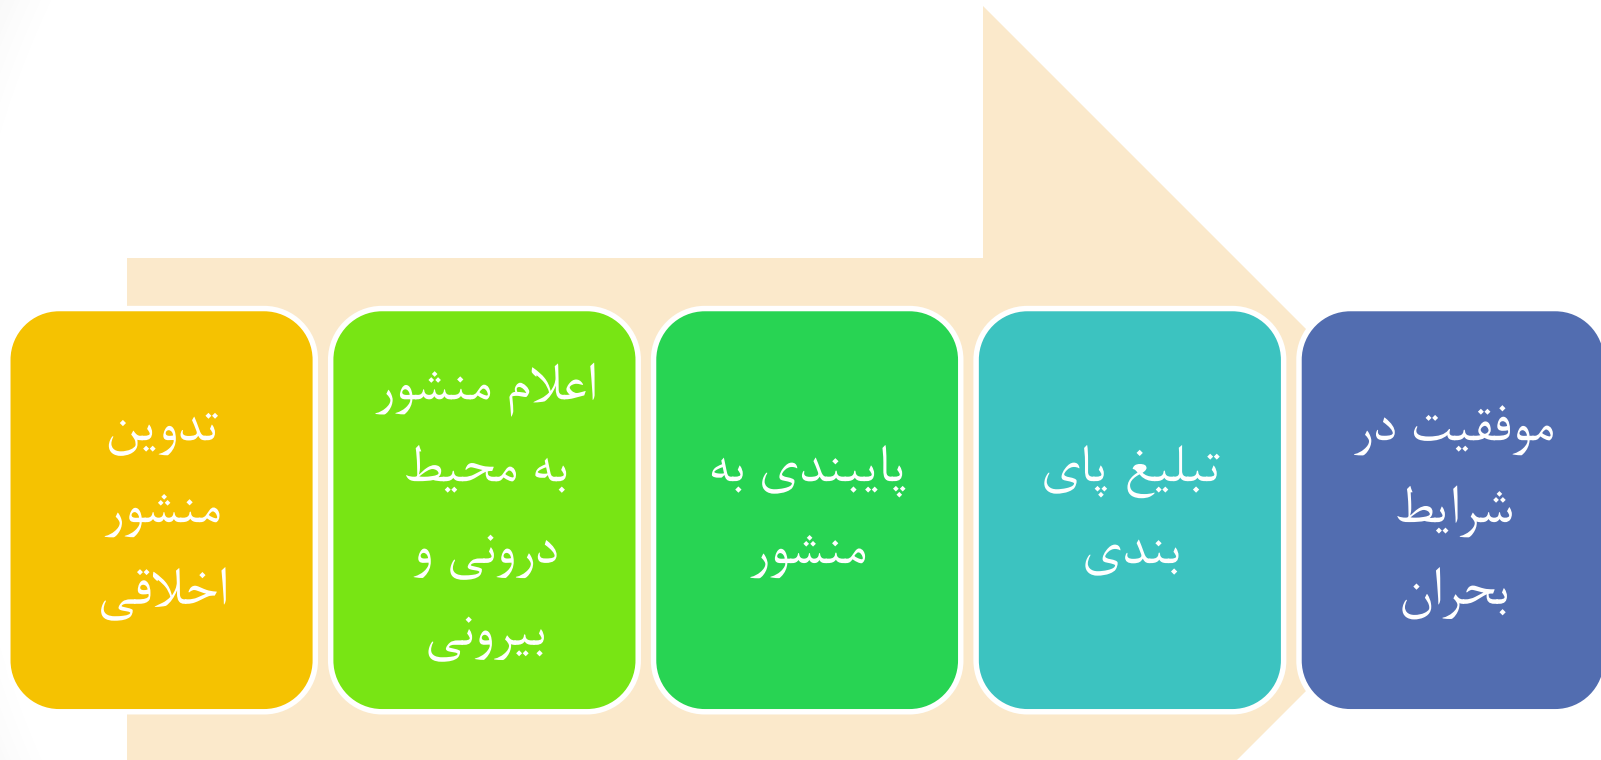 تدوین
منشور
اخلاقی
اعلام منشور
به محیط
درونی و
بیرونی
پایبندی به
منشور
تبلیغ پای
بندی
موفقیت در
شرایط
بحران